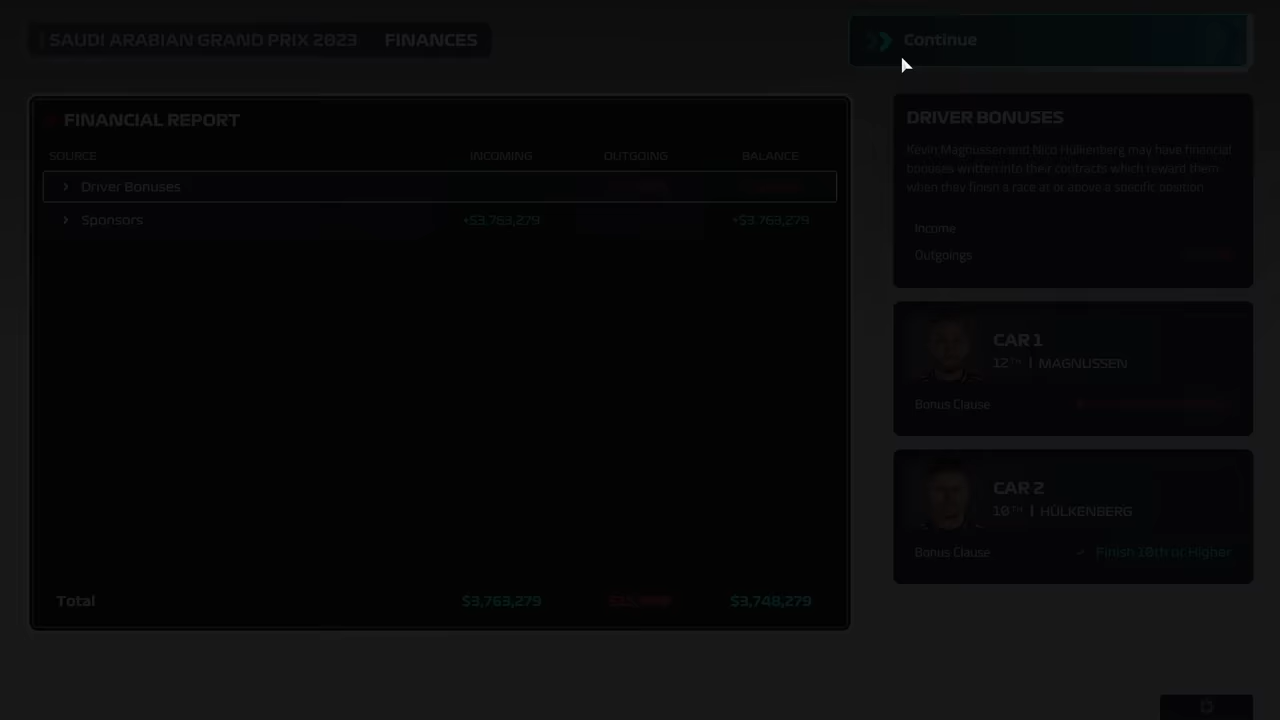 SAUDI ARABIAN GRAND PRIX 2023 FINANCES
Continue
FINANCIAL REPORT
SOURCE INCOMING OUTGOING BALANCE
Driver Bonuses
Sponsors +$3,763,279 +$3,763,279
Total $3,763,279 $3,748,279
DRIVER BONUSES
Kevin Magnussen and Nico Hulkenberg may have financial
bonuses written into their contracts which reward them
when they finish a race at or above a specific position
Income
Outgoings
CAR 1
12TH | MAGNUSSEN
Bonus Clause
CAR 2
10TH | HÜLKENBERG
Bonus Clause Finish 10th or Higher